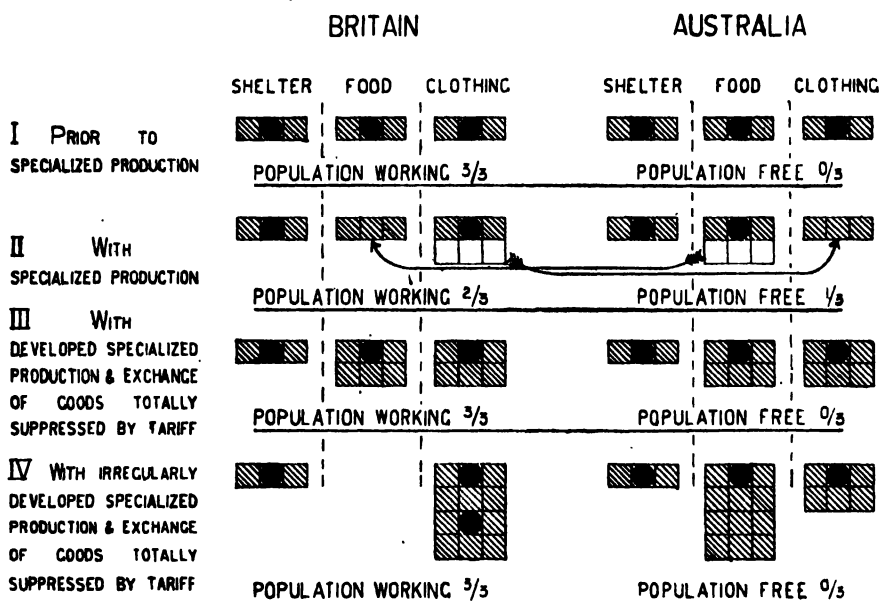 BRITAIN AUSTRALIA
SHELTER FOOD CLOTHING SHELTER FOOD CLOTHING
I PRIOR TO
SPECIALIZED PRODUCTION
POPULATION WORKING 3/3 POPULATION FREE 0/3
II WITH
SPECIALIZED PRODUCTION
POPULATION WORKING 2/3 POPULATION FREE 1/3
III WITH
DEVELOPED SPECIALIZED
PRODUCTION & EXCHANGE
OF GOODS TOTALLY
SUPPRESSED BY TARIFF
POPULATION WORKING 3/3 POPULATION FREE 0/3
IV WITH IRREGULARLY
DEVELOPED SPECIALIZED
PRODUCTION & EXCHANGE
OF GOODS TOTALLY
SUPPRESSED BY TARIFF
POPULATION WORKING 3/3 POPULATION FREE 0/3